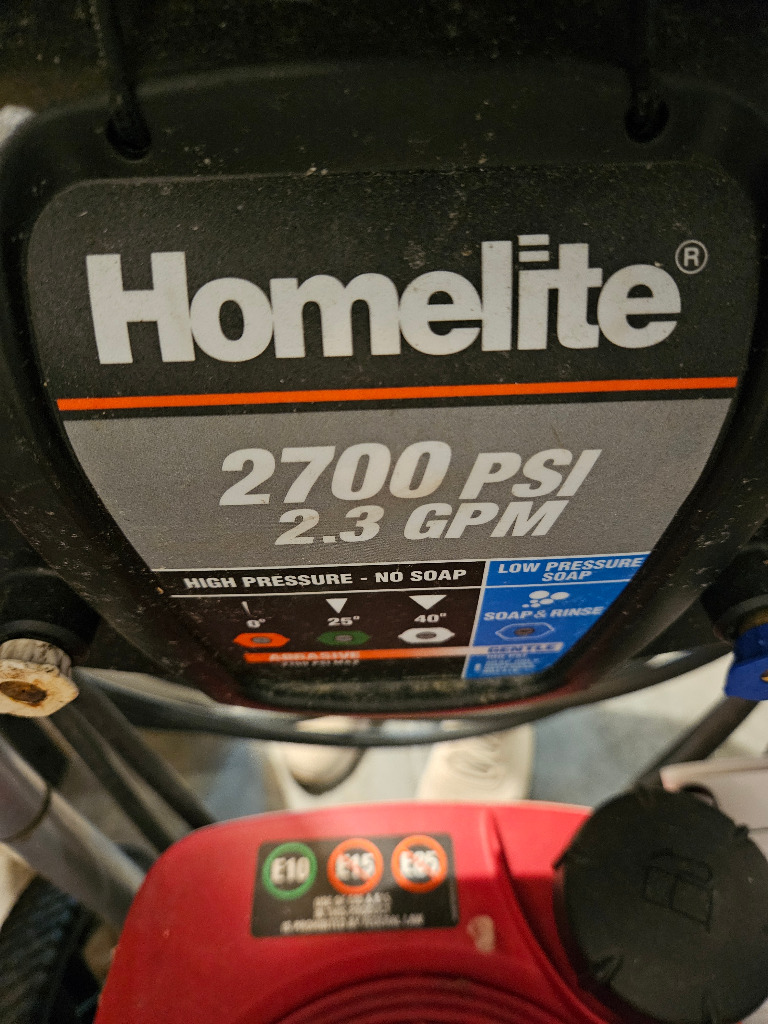 Homelite®
2700 PSI
2.3 GPM
HIGH PRESSURE - NO SOAP
LOW PRESSURE
SOAP
0° 25° 40°
SOAP & RINSE
ABRASIVE
GENTLE
E10 E15 E25